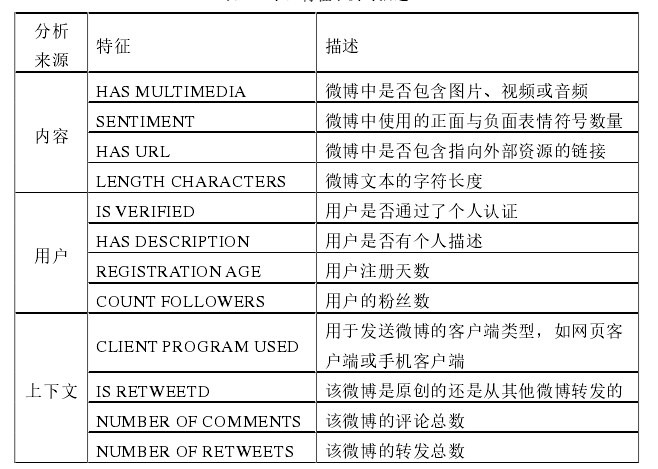 分析
来源
特征
描述
内容
HAS MULTIMEDIA
微博中是否包含图片、视频或音频
SENTIMENT
微博中使用的正面与负面表情符号数量
HAS URL
微博中是否包含指向外部资源的链接
LENGTH CHARACTERS
微博文本的字符长度
用户
IS VERIFIED
用户是否通过了个人认证
HAS DESCRIPTION
用户是否有个人描述
REGISTRATION AGE
用户注册天数
COUNT FOLLOWERS
用户的粉丝数
上下文
CLIENT PROGRAM USED
用于发送微博的客户端类型，如网页客
户端或手机客户端
IS RETWEETD
该微博是原创的还是从其他微博转发的
NUMBER OF COMMENTS
该微博的评论总数
NUMBER OF RETWEETS
该微博的转发总数